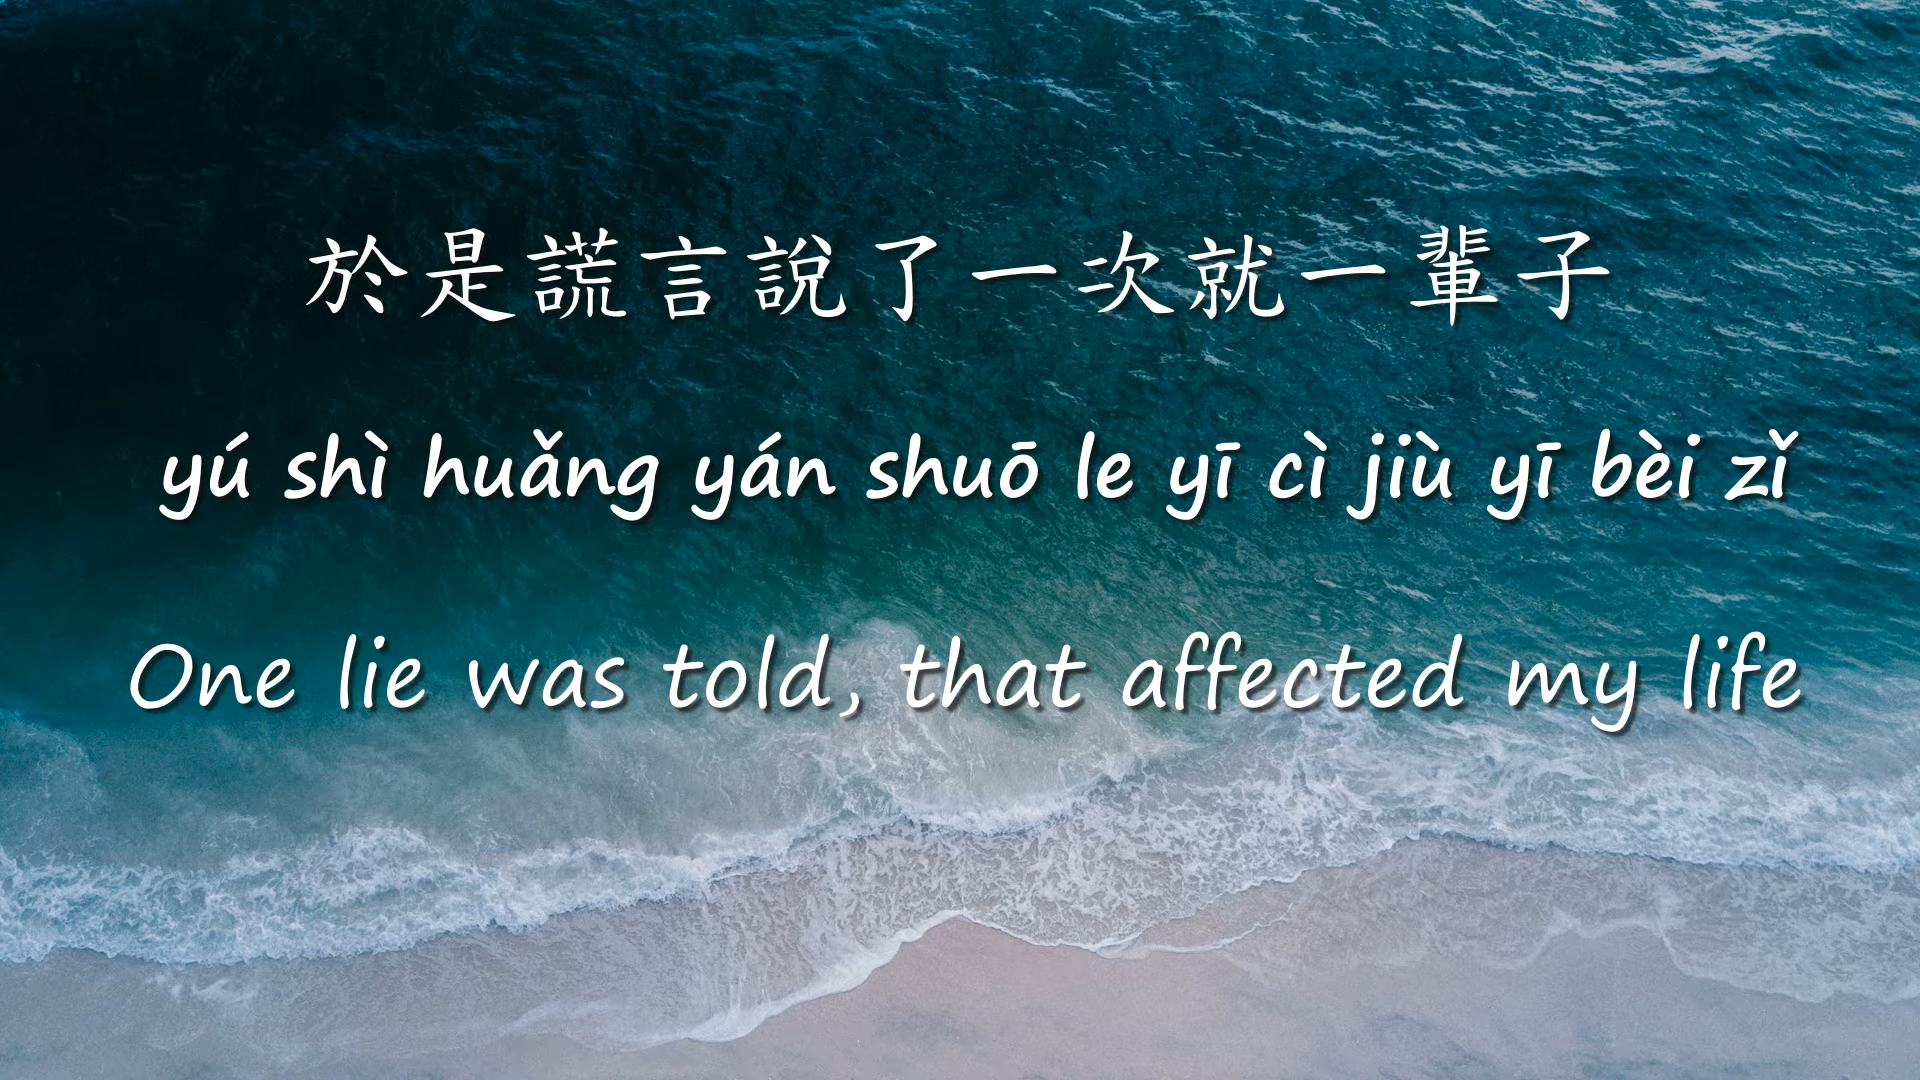 於是謊言說了一次就一輩子
yú shì huǎng yán shuō le yī cì jiù yī bèi zǐ
One lie was told, that affected my life